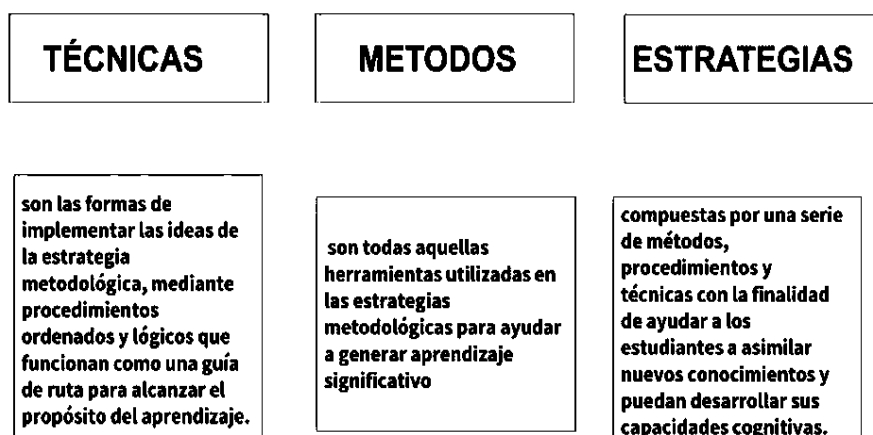 TÉCNICAS
METODOS
ESTRATEGIAS
son las formas de
implementar las ideas de
la estrategia
metodológica, mediante
procedimientos
ordenados y lógicos que
funcionan como una guía
de ruta para alcanzar el
propósito del aprendizaje.
son todas aquellas
herramientas utilizadas en
las estrategias
metodológicas para ayudar
a generar aprendizaje
significativo
compuestas por una serie
de métodos,
procedimientos y
técnicas con la finalidad
de ayudar a los
estudiantes a asimilar
nuevos conocimientos y
puedan desarrollar sus
capacidades cognitivas.